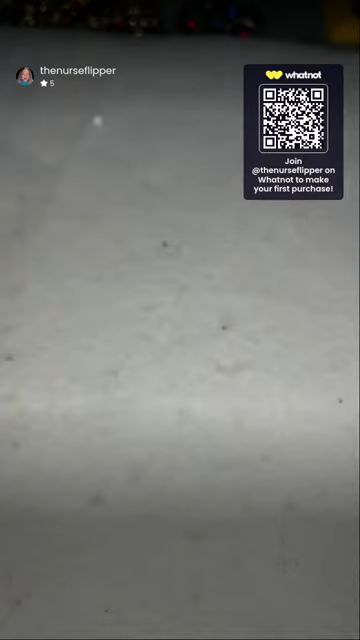 thenurseflipper
5
whatnot
Join
@thenurseflipper on
Whatnot to make
your first purchase!